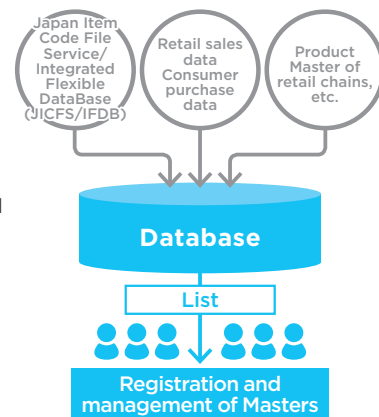 Japan Item
Code File
Service/
Integrated
Flexible
DataBase
(JICFS/IFDB)
Retail sales
data
Consumer
purchase
data
Product
Master of
retail chains,
etc.
Database
List
Registration and
management of Masters